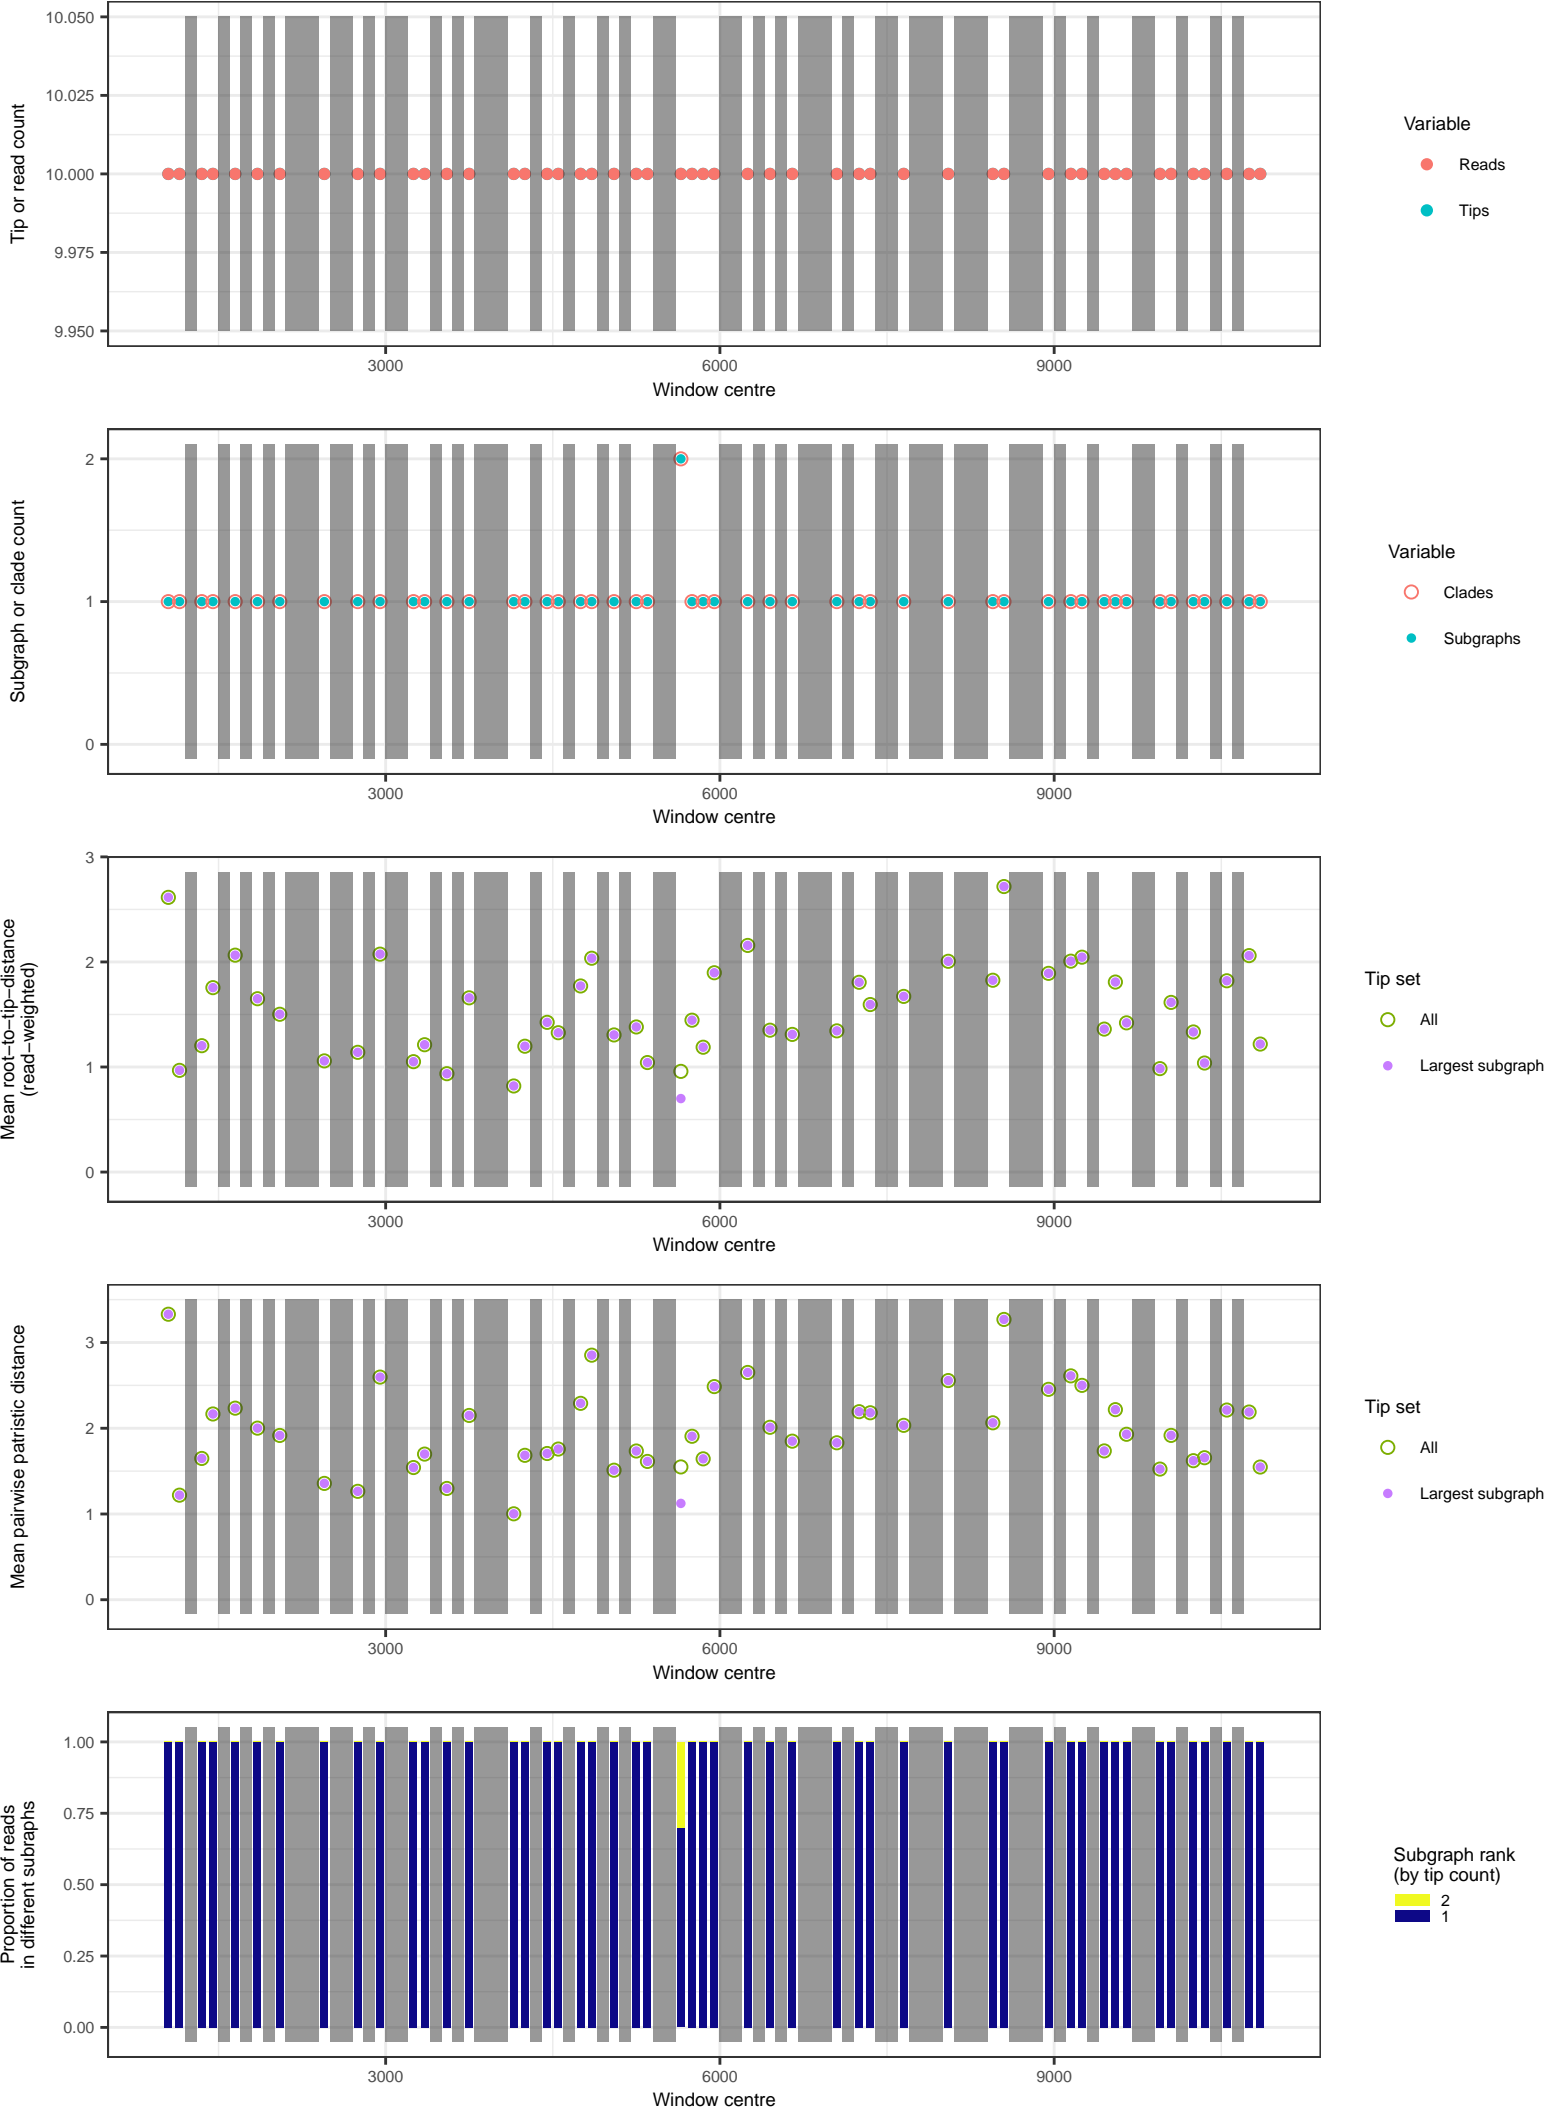 10.050
10.025
10.000
9.975
9.950
Tip or read count
3000 6000 9000
Window centre
Variable
Reads
Tips
2
1
0
Subgraph or clade count
3000 6000 9000
Window centre
Variable
Clades
Subgraphs
3
2
1
0
Mean root−to−tip−distance
(read−weighted)
3000 6000 9000
Window centre
Tip set
All
Largest subgraph
3
2
1
0
Mean pairwise patristic distance
3000 6000 9000
Window centre
Tip set
All
Largest subgraph
1.00
0.75
0.50
0.25
0.00
Proportion of reads
in different subraphs
3000 6000 9000
Window centre
Subgraph rank
(by tip count)
2
1